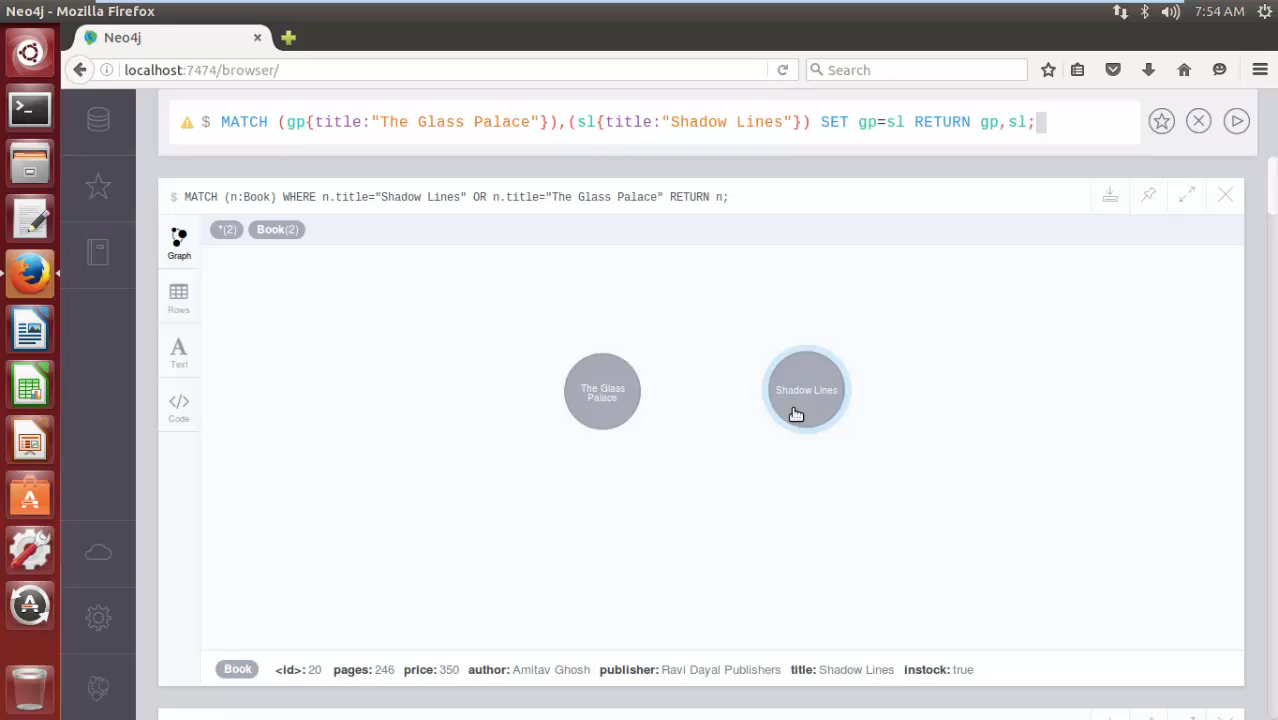 Neo4j - Mozilla Firefox
7:54 AM
Neo4j
localhost:7474/browser/
Search
$ MATCH (gp{title:"The Glass Palace"}),(sl{title:"Shadow Lines"}) SET gp=sl RETURN gp,sl;
$ MATCH (n:Book) WHERE n.title="Shadow Lines" OR n.title="The Glass Palace" RETURN n;
*(2) Book(2)
Graph
Rows
Text
Code
The Glass
Palace
Shadow Lines
Book <id>: 20 pages: 246 price: 350 author: Amitav Ghosh publisher: Ravi Dayal Publishers title: Shadow Lines instock: true